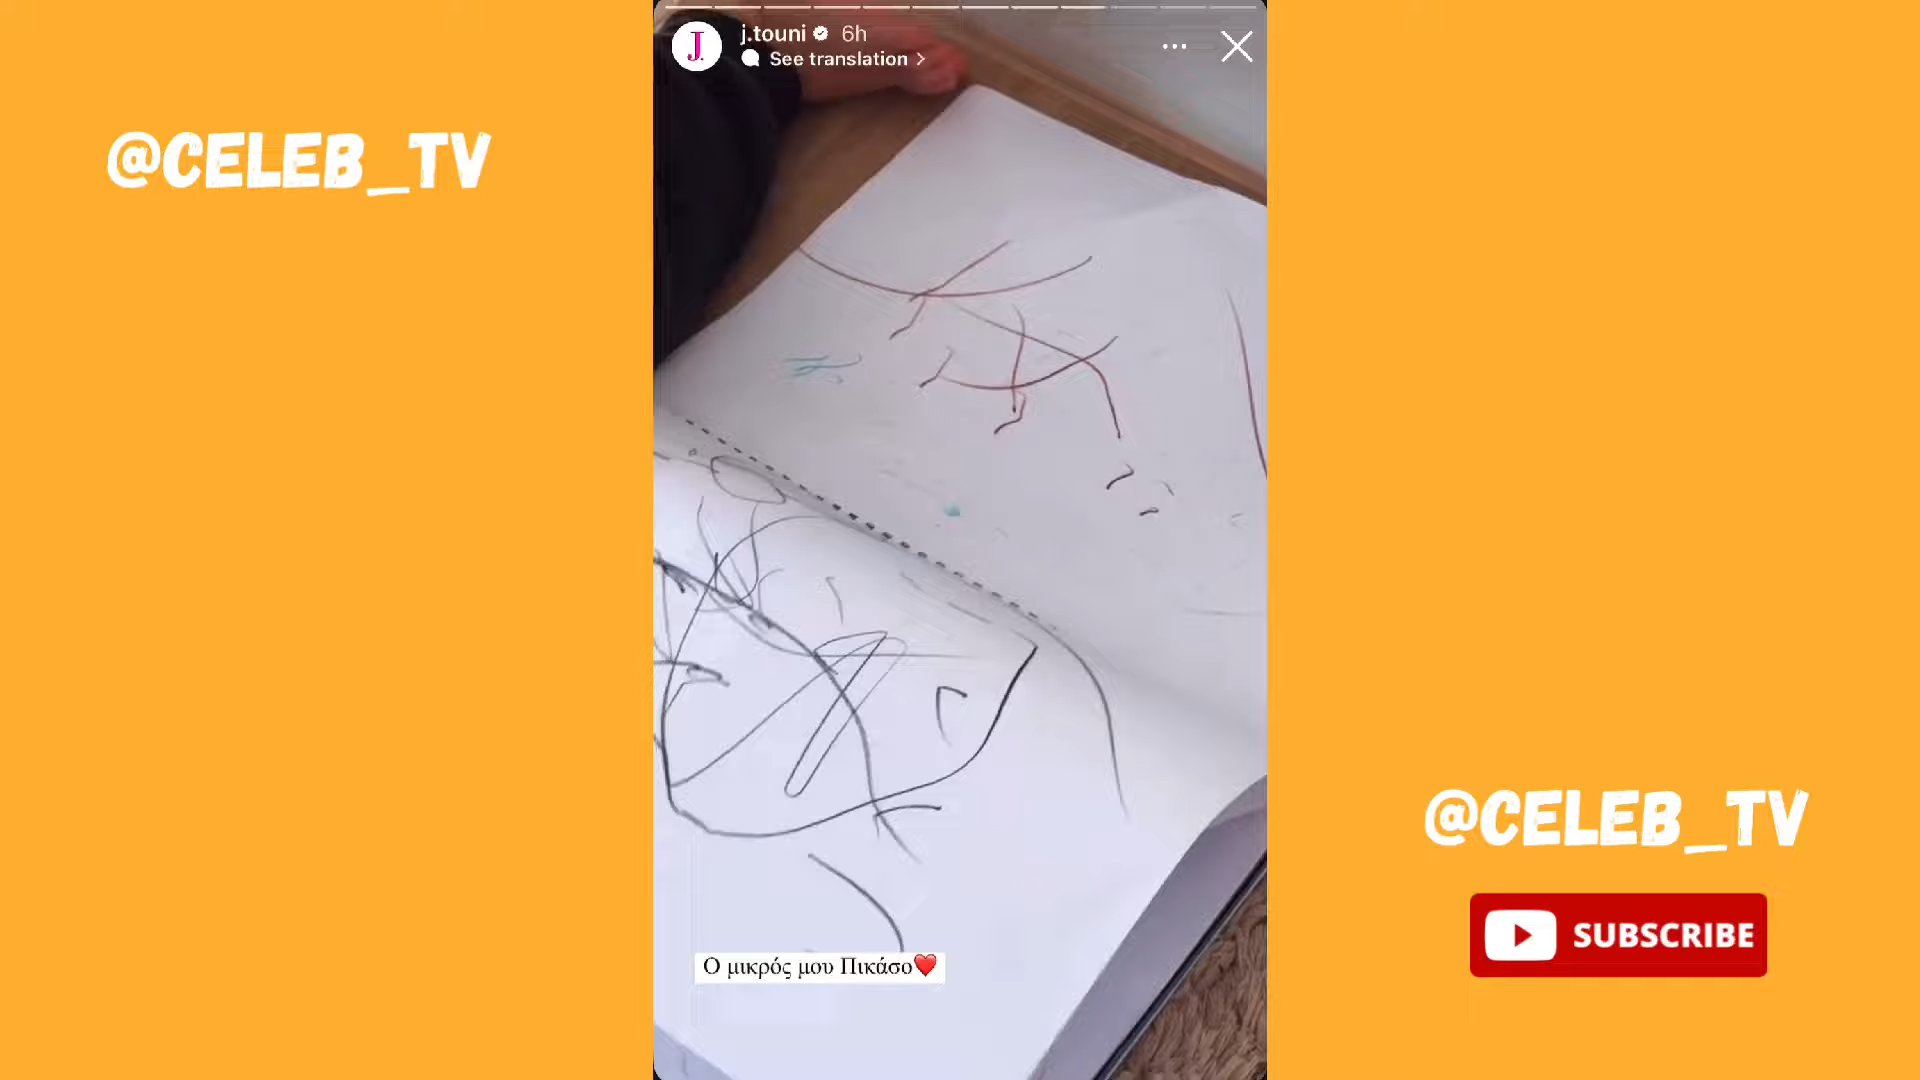 @CELEB_TV
J.
j.touni 6h
See translation
Ο μικρός μου Πικάσο❤️
@CELEB_TV
SUBSCRIBE